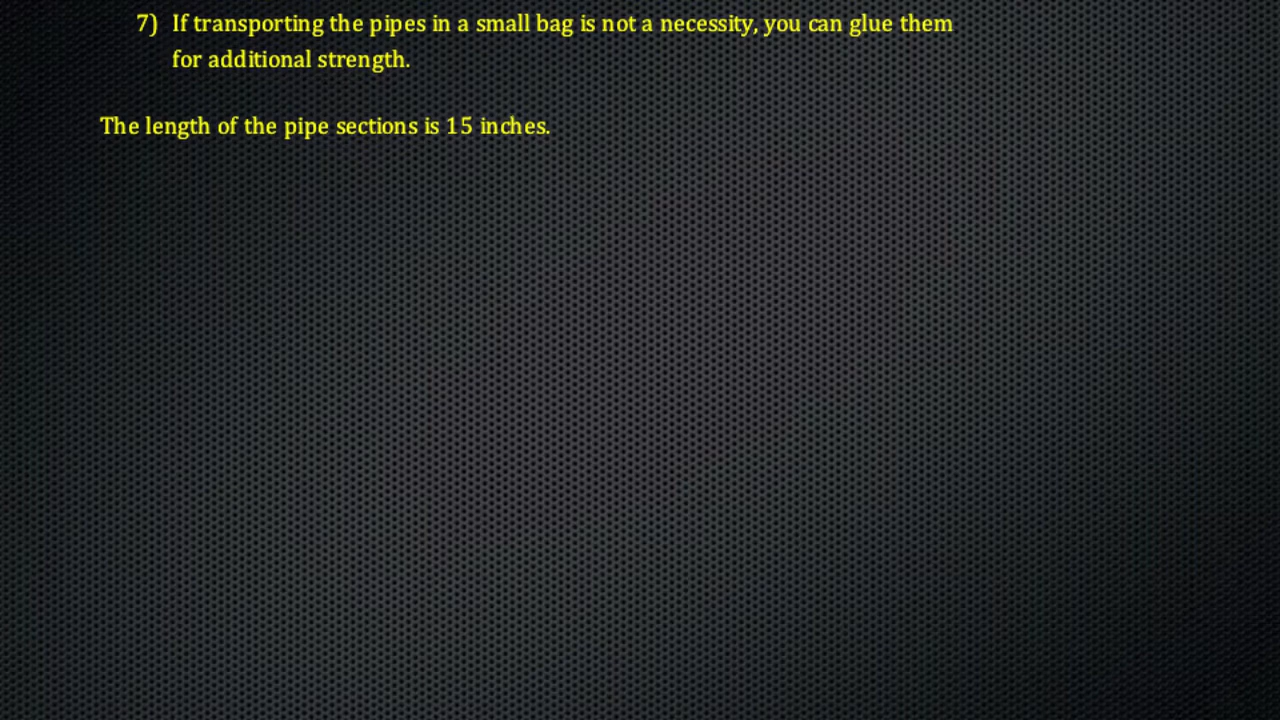 7) If transporting the pipes in a small bag is not a necessity, you can glue them
for additional strength.
The length of the pipe sections is 15 inches.